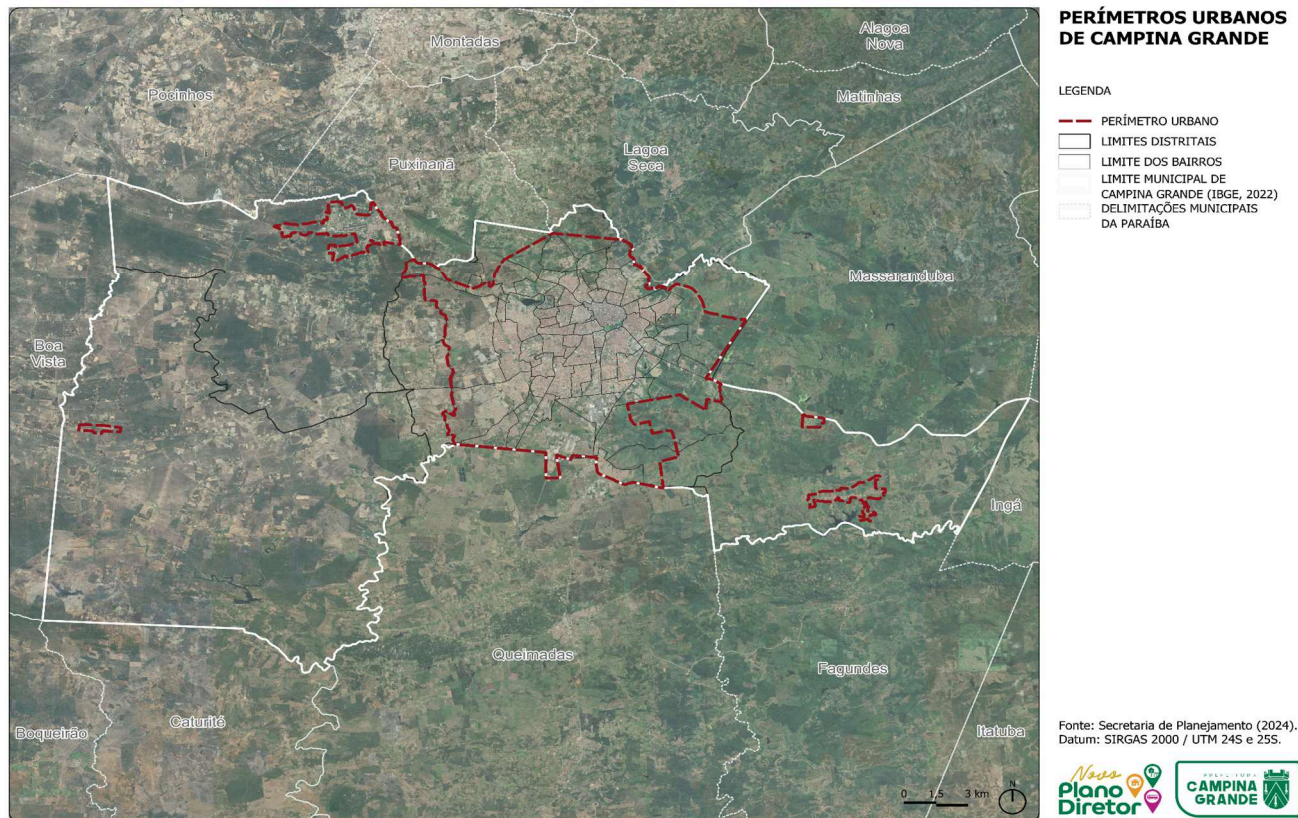 PERÍMETROS URBANOS
DE CAMPINA GRANDE
LEGENDA
PERÍMETRO URBANO
LIMITES DISTRITAIS
LIMITE DOS BAIRROS
LIMITE MUNICIPAL DE
CAMPINA GRANDE (IBGE, 2022)
DELIMITAÇÕES MUNICIPAIS
DA PARAÍBA
Montadas
Alagoa
Nova
Pocinhos
Matinhas
Puxinanã
Lagoa
Seca
Massaranduba
Boa
Vista
Ingá
Queimadas
Fagundes
Caturité
Boqueirão
Itatuba
0 1,5 3 km
N
Fonte: Secretaria de Planejamento (2024).
Datum: SIRGAS 2000 / UTM 24S e 25S.
Novo
Plano
Diretor
PREFEITURA
CAMPINA
GRANDE